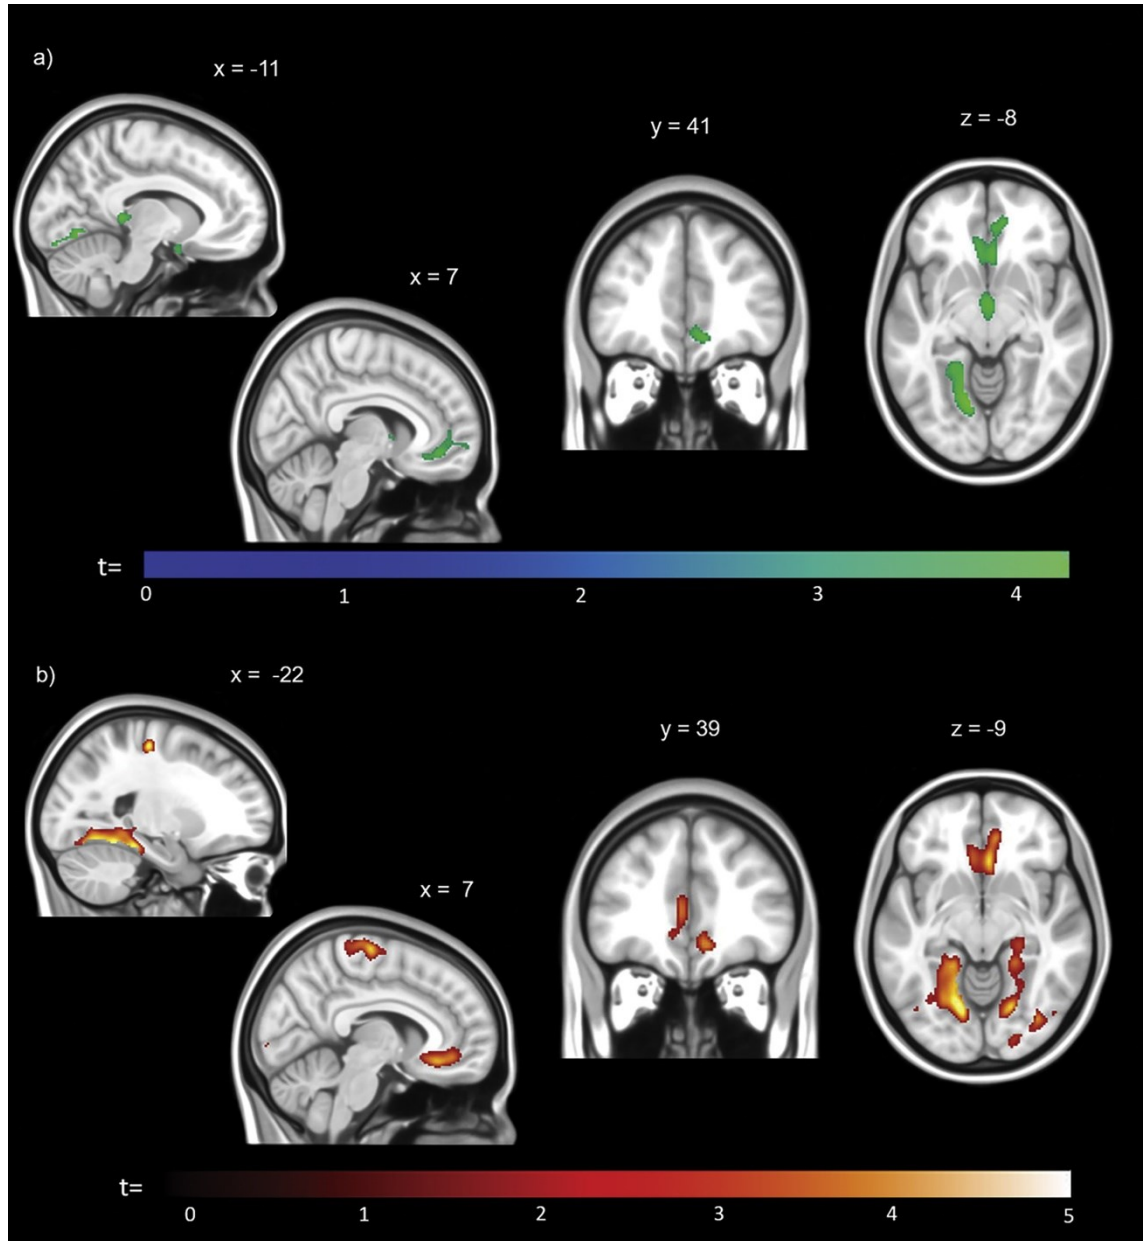 a)
x = -11
y = 41
z = -8
x = 7
t=
0 1 2 3 4
b)
x = -22
y = 39
z = -9
x = 7
t=
0 1 2 3 4 5